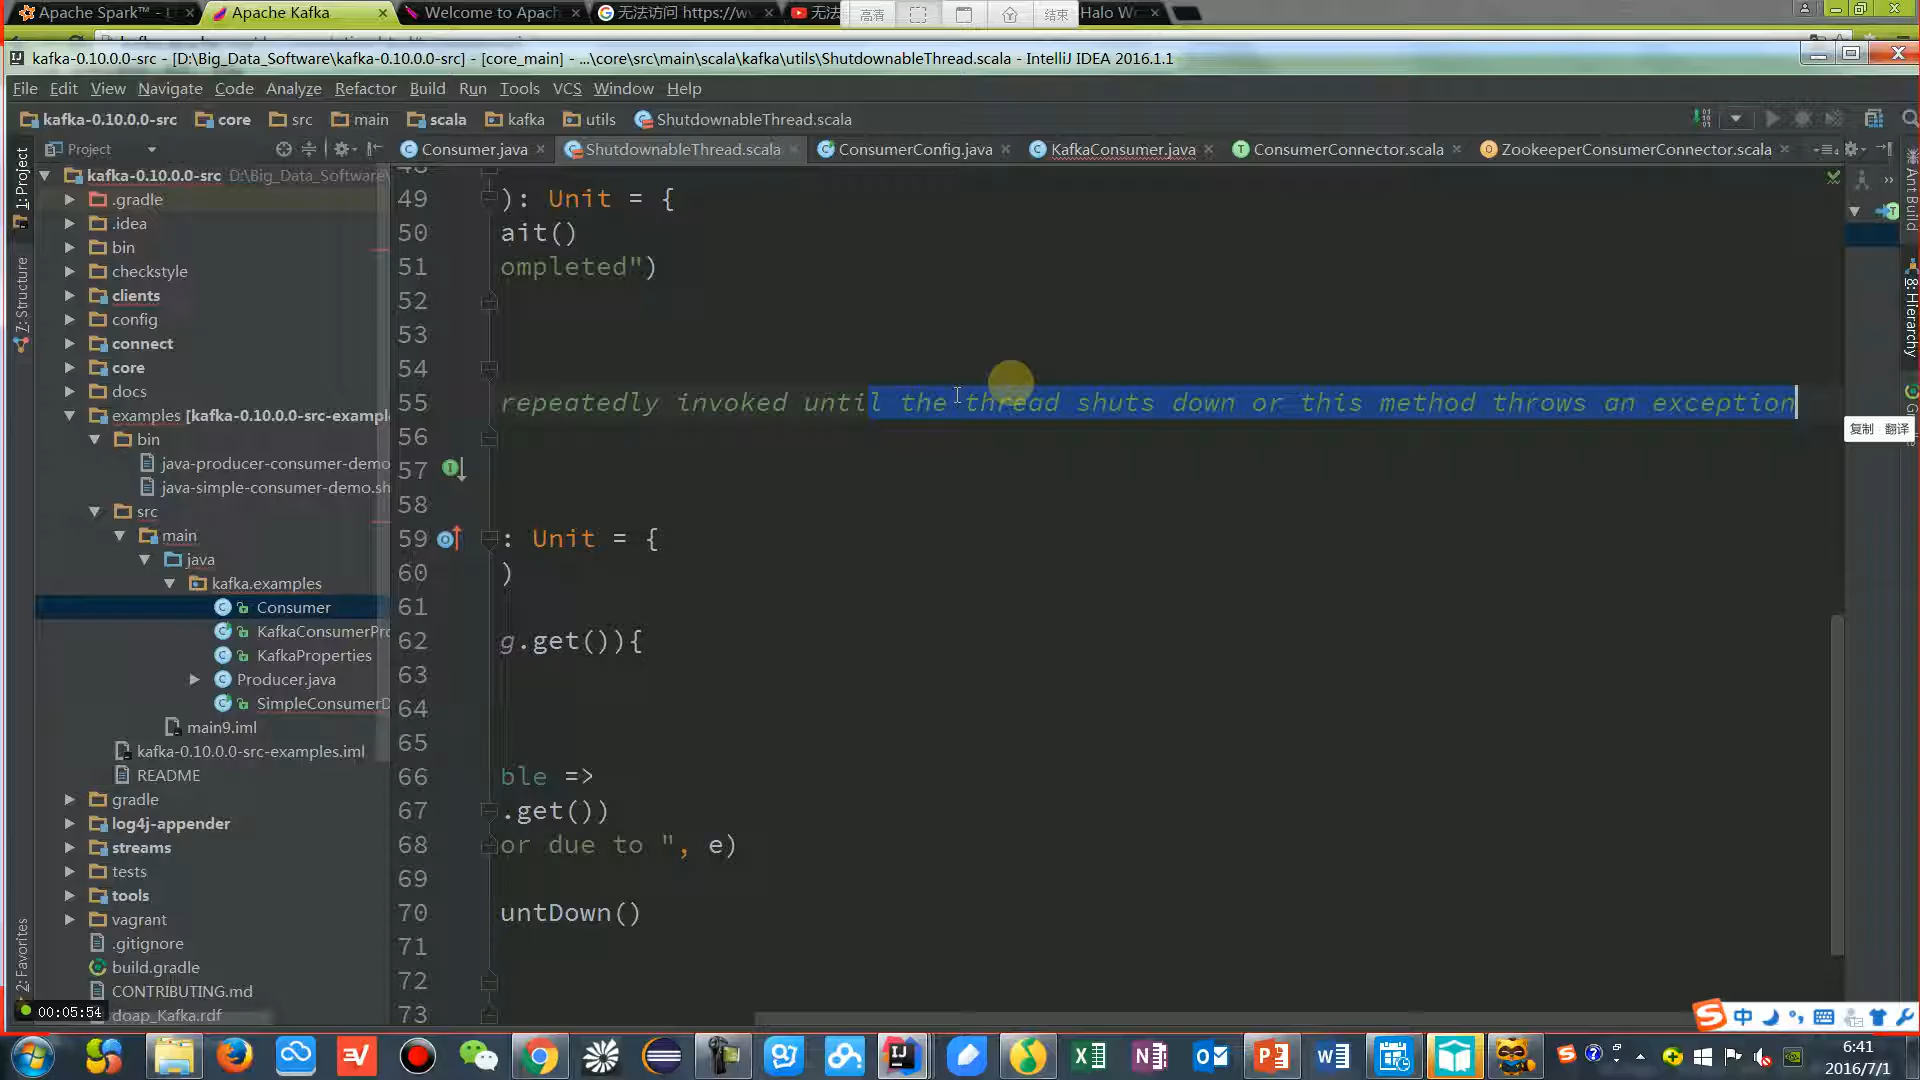 Apache Spark™ - L
Apache Kafka
Welcome to Apach
无法访问 https://w
无法
高清
结束
Halo Wo
kafka-0.10.0.0-src - [D:\Big_Data_Software\kafka-0.10.0.0-src] - [core_main] - ...\core\src\main\scala\kafka\utils\ShutdownableThread.scala - IntelliJ IDEA 2016.1.1
File Edit View Navigate Code Analyze Refactor Build Run Tools VCS Window Help
kafka-0.10.0.0-src core src main scala kafka utils ShutdownableThread.scala
Project
Consumer.java ShutdownableThread.scala ConsumerConfig.java KafkaConsumer.java ConsumerConnector.scala ZookeeperConsumerConnector.scala
1: Project
7: Structure
2: Favorites
Ant Build
8: Hierarchy
kafka-0.10.0.0-src D:\Big_Data_Software\
.gradle
.idea
bin
checkstyle
clients
config
connect
core
docs
examples [kafka-0.10.0.0-src-exampl
bin
java-producer-consumer-demo
java-simple-consumer-demo.sh
src
main
java
kafka.examples
Consumer
KafkaConsumerPro
KafkaProperties
Producer.java
SimpleConsumerD
main9.iml
kafka-0.10.0.0-src-examples.iml
README
gradle
log4j-appender
streams
tests
tools
vagrant
.gitignore
build.gradle
CONTRIBUTING.md
doap_Kafka.rdf
49 ): Unit = {
50 ait()
51 ompleted")
52
53
54
55 repeatedly invoked until the thread shuts down or this method throws an exception
56
57
58
59 : Unit = {
60 )
61
62 g.get()){
63
64
65
66 ble =>
67 .get())
68 or due to ", e)
69
70 untDown()
71
72
73
复制 翻译
00:05:54
中
6:41
2016/7/1